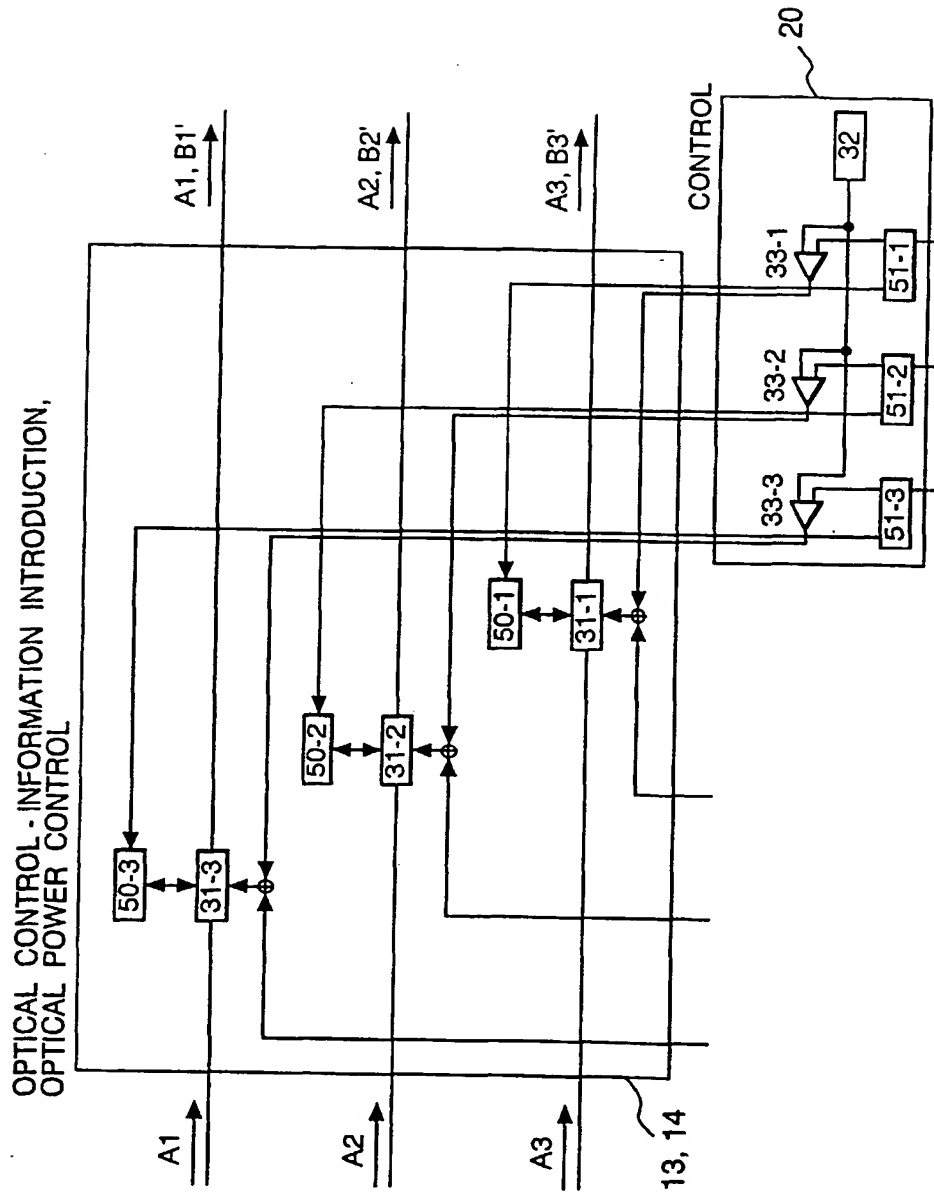 OPTICAL CONTROL - INFORMATION INTRODUCTION,
OPTICAL POWER CONTROL
A1
A1, B1'
50-3
31-3
A2
A2, B2'
50-2
31-2
A3
A3, B3'
50-1
31-1
13, 14
CONTROL
20
33-3
33-2
33-1
32
51-3
51-2
51-1